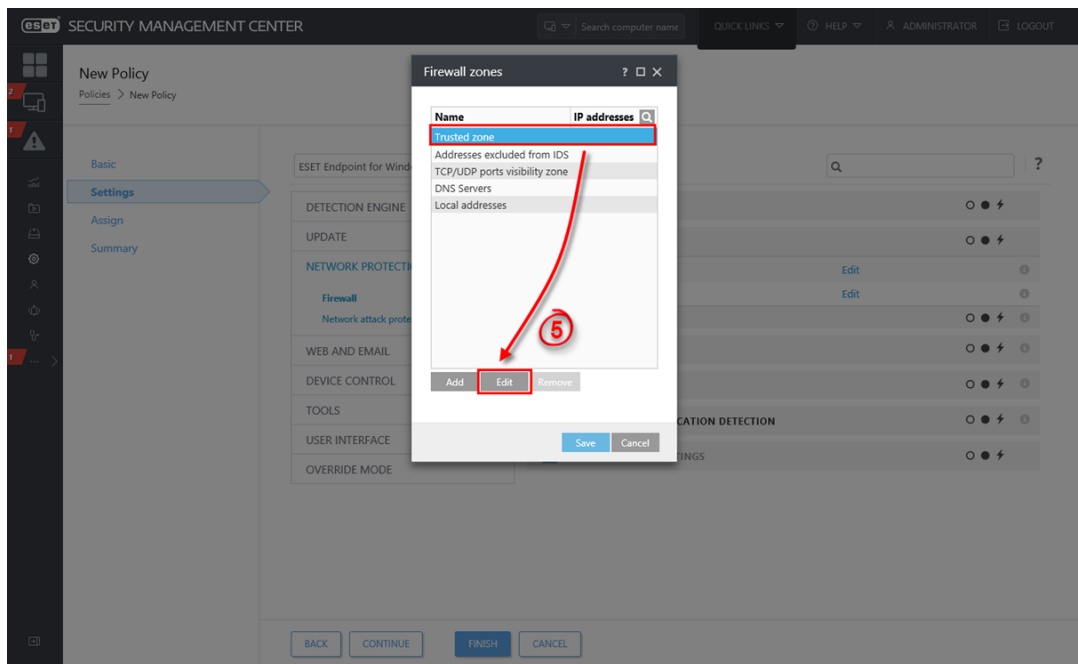 eset SECURITY MANAGEMENT CENTER
Search computer name
QUICK LINKS
HELP
ADMINISTRATOR
LOGOUT
New Policy
Policies > New Policy
2
1
1
Basic
Settings
Assign
Summary
ESET Endpoint for Wind
?
DETECTION ENGINE
UPDATE
NETWORK PROTECTI
Firewall
Network attack prote
WEB AND EMAIL
DEVICE CONTROL
TOOLS
USER INTERFACE
OVERRIDE MODE
Edit
Edit
CATION DETECTION
TINGS
Firewall zones ?
Name IP addresses
Trusted zone
Addresses excluded from IDS
TCP/UDP ports visibility zone
DNS Servers
Local addresses
5
Add Edit Remove
Save Cancel
BACK CONTINUE FINISH CANCEL